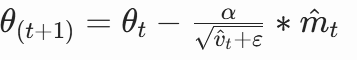 θ_(t+1) = θ_t − α / √(v̂_t+ε) * m̂_t